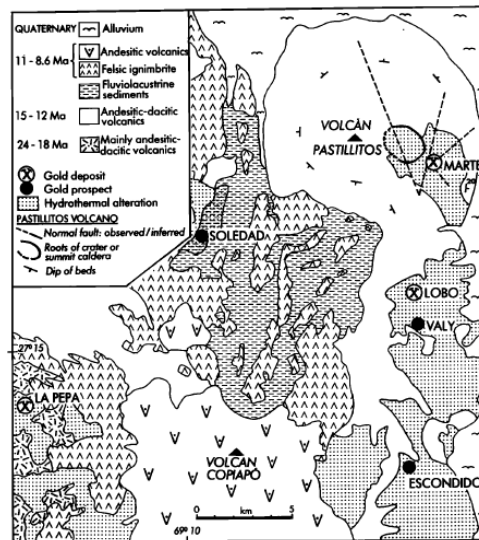 QUATERNARY Alluvium
11 - 8.6 Ma Andesitic volcanics
Felsic ignimbrite
Fluviolacustrine
sediments
15 - 12 Ma Andesitic-dacitic
volcanics
24 - 18 Ma Mainly andesitic-
dacitic volcanics
Gold deposit
Gold prospect
Hydrothermal alteration
PASTILLITOS VOLCANO
Normal fault: observed/inferred
Roots of crater or
summit caldera
Dip of beds
VOLCÀN
PASTILLITOS
MARTE
SOLEDAD
LOBO
VALY
27° 15
LA PEPA
VOLCAN
COPIAPÒ
ESCONDIDO
0 km 5
69° 10